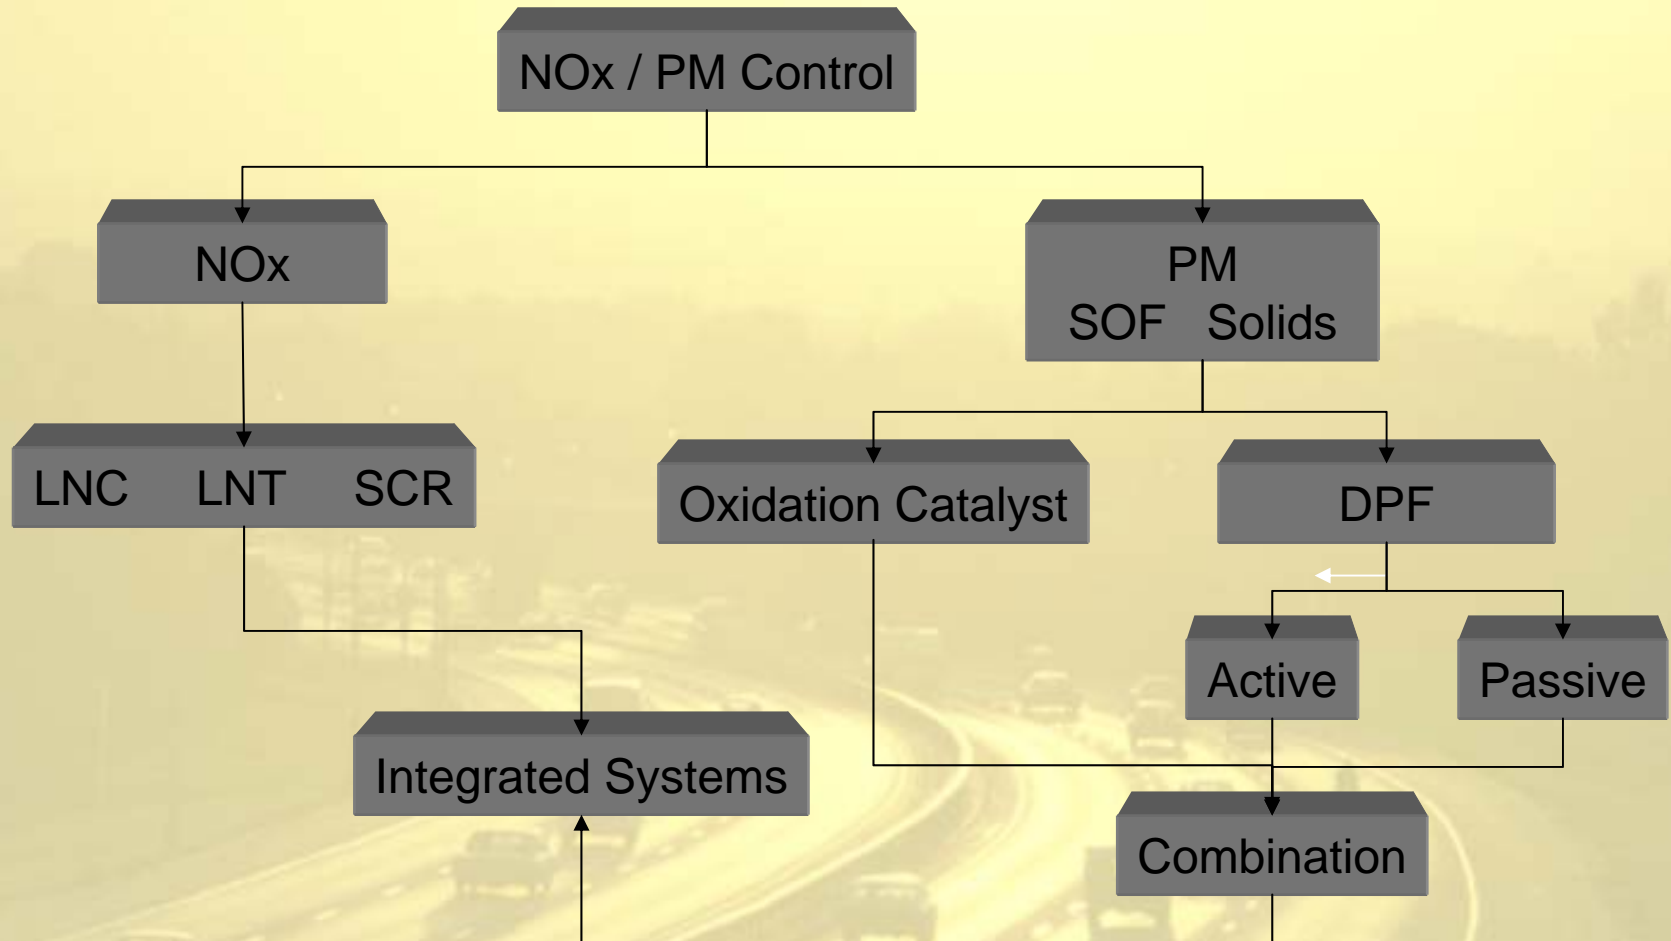 NOx / PM Control
NOx
PM
SOF Solids
LNC LNT SCR
Oxidation Catalyst
DPF
Active
Passive
Integrated Systems
Combination